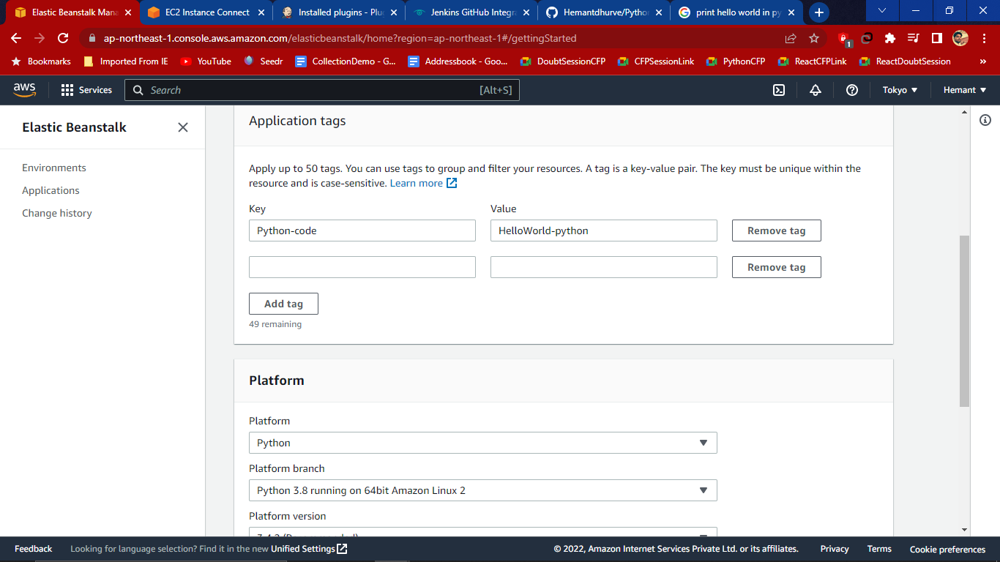 Elastic Beanstalk Mana
EC2 Instance Connect
Installed plugins - Plu
Jenkins GitHub Integra
Hemantdhurve/Pytho
print hello world in py
ap-northeast-1.console.aws.amazon.com/elasticbeanstalk/home?region=ap-northeast-1#/gettingStarted
1
Bookmarks
Imported From IE
YouTube
Seedr
CollectionDemo - G...
Addressbook - Goo...
DoubtSessionCFP
CFPSessionLink
PythonCFP
ReactCFPLink
ReactDoubtSession
»
aws
Services
Search
[Alt+S]
Tokyo
Hemant
Elastic Beanstalk
Environments
Applications
Change history
Application tags
Apply up to 50 tags. You can use tags to group and filter your resources. A tag is a key-value pair. The key must be unique within the
resource and is case-sensitive. Learn more
Key
Value
Python-code
HelloWorld-python
Remove tag
Remove tag
Add tag
49 remaining
Platform
Platform
Python
Platform branch
Python 3.8 running on 64bit Amazon Linux 2
Platform version
Feedback
Looking for language selection? Find it in the new Unified Settings
© 2022, Amazon Internet Services Private Ltd. or its affiliates.
Privacy
Terms
Cookie preferences